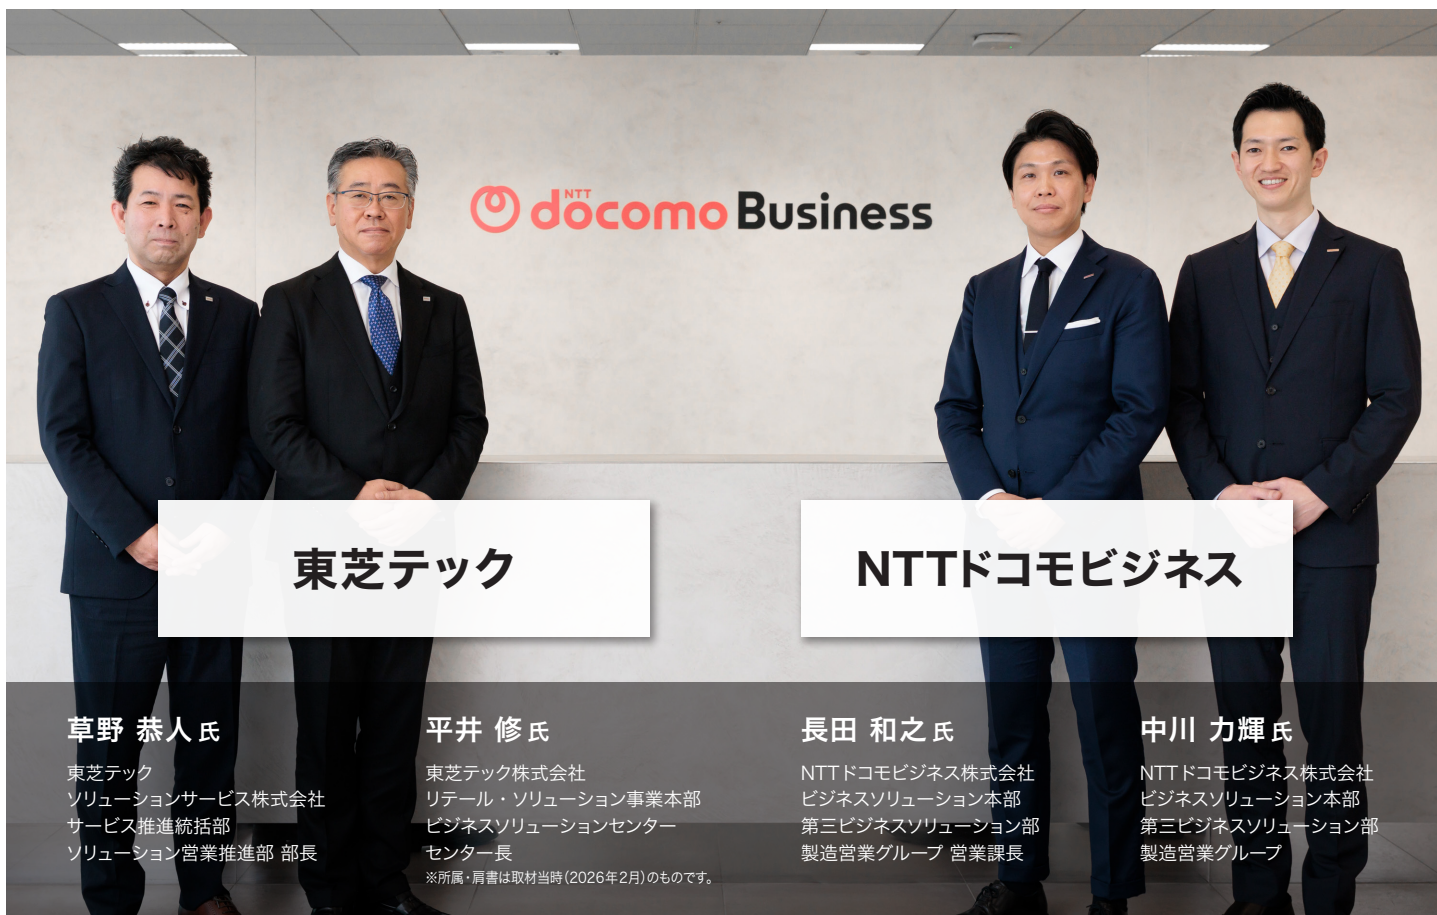 NTT
docomo Business
東芝テック
NTTドコモビジネス
草野 恭人 氏
東芝テック
ソリューションサービス株式会社
サービス推進統括部
ソリューション営業推進部 部長
平井 修 氏
東芝テック株式会社
リテール・ソリューション事業本部
ビジネスソリューションセンター
センター長
※所属・肩書は取材当時(2026年2月)のものです。
長田 和之 氏
NTTドコモビジネス株式会社
ビジネスソリューション本部
第三ビジネスソリューション部
製造営業グループ 営業課長
中川 力輝 氏
NTTドコモビジネス株式会社
ビジネスソリューション本部
第三ビジネスソリューション部
製造営業グループ